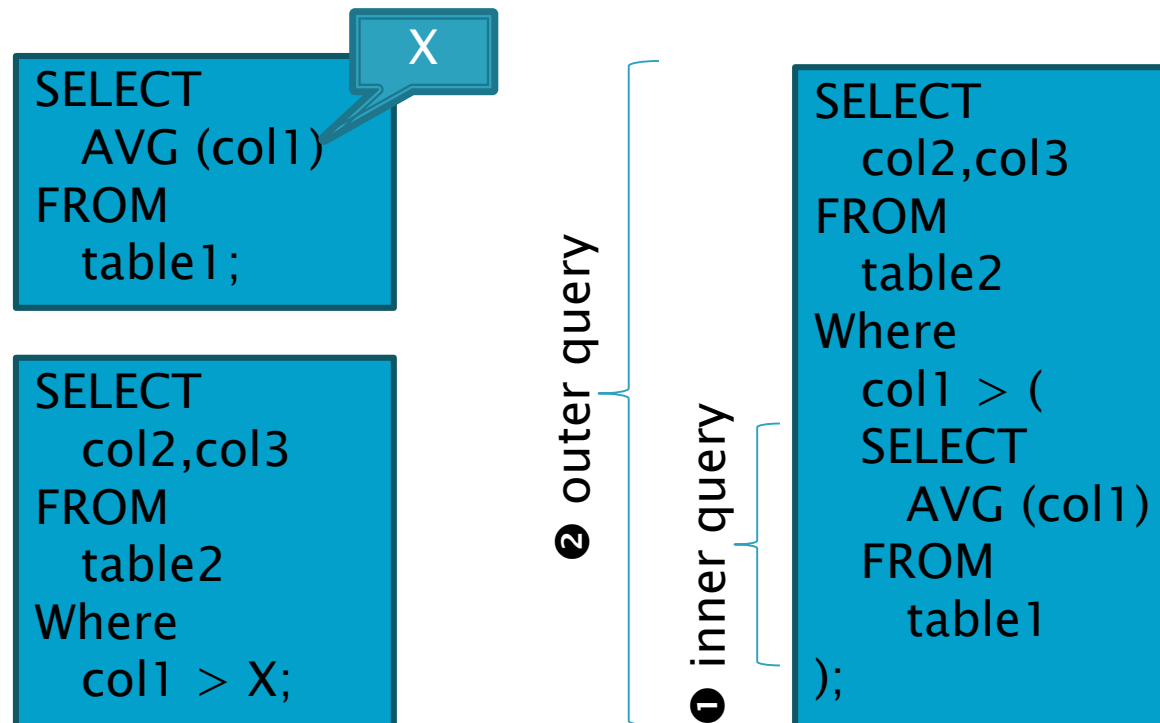 X
SELECT
AVG (col1)
FROM
table1;
SELECT
col2,col3
FROM
table2
Where
col1 > X;
❷ outer query
❶ inner query
SELECT
col2,col3
FROM
table2
Where
col1 > (
SELECT
AVG (col1)
FROM
table1
);